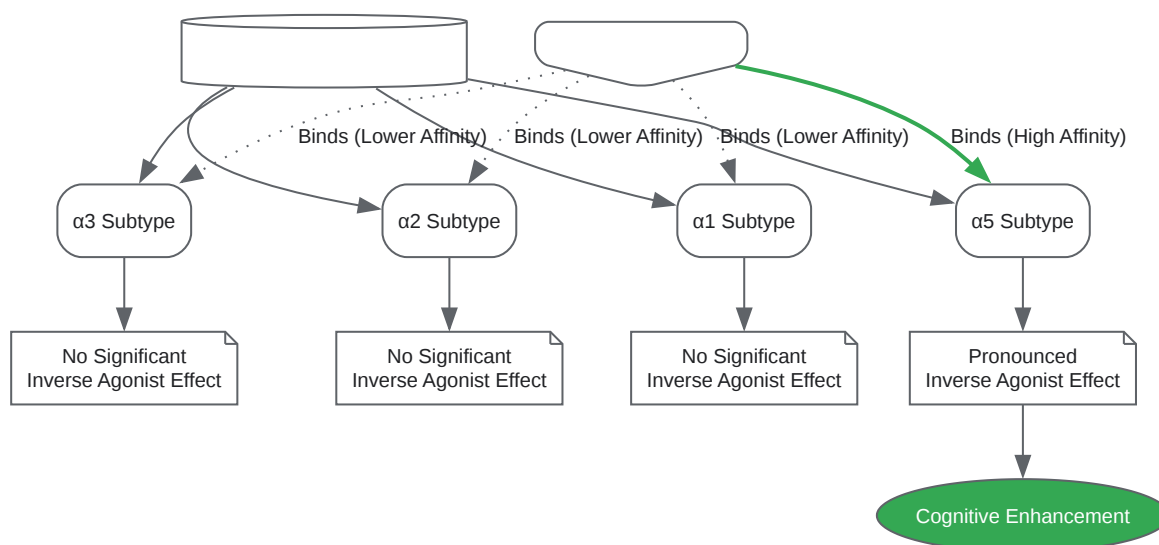 Binds (Lower Affinity)
Binds (Lower Affinity)
Binds (Lower Affinity)
Binds (High Affinity)
α3 Subtype
α2 Subtype
α1 Subtype
α5 Subtype
No Significant
Inverse Agonist Effect
No Significant
Inverse Agonist Effect
No Significant
Inverse Agonist Effect
Pronounced
Inverse Agonist Effect
Cognitive Enhancement